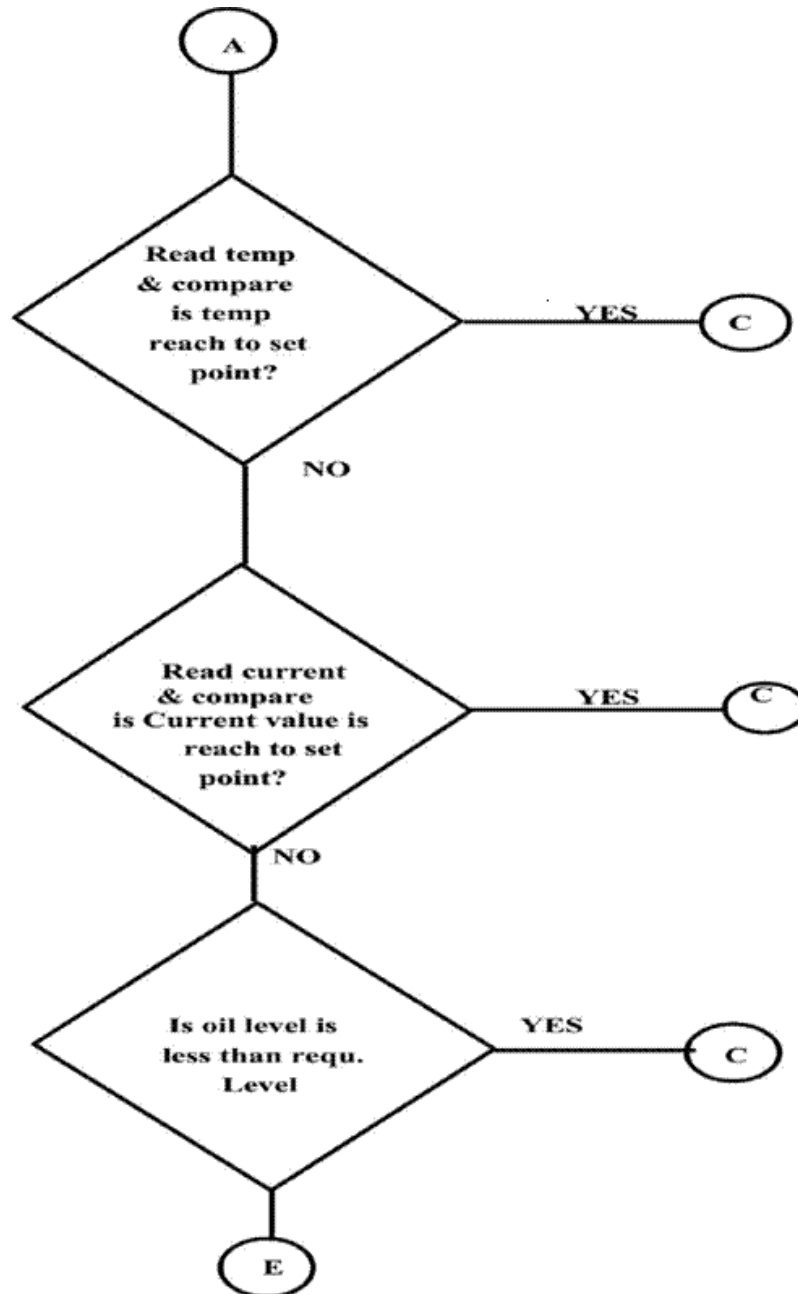 A
Read temp
& compare
is temp
reach to set
point?
YES
C
NO
Read current
& compare
is Current value is
reach to set
point?
YES
C
NO
Is oil level is
less than requ.
Level
YES
C
E